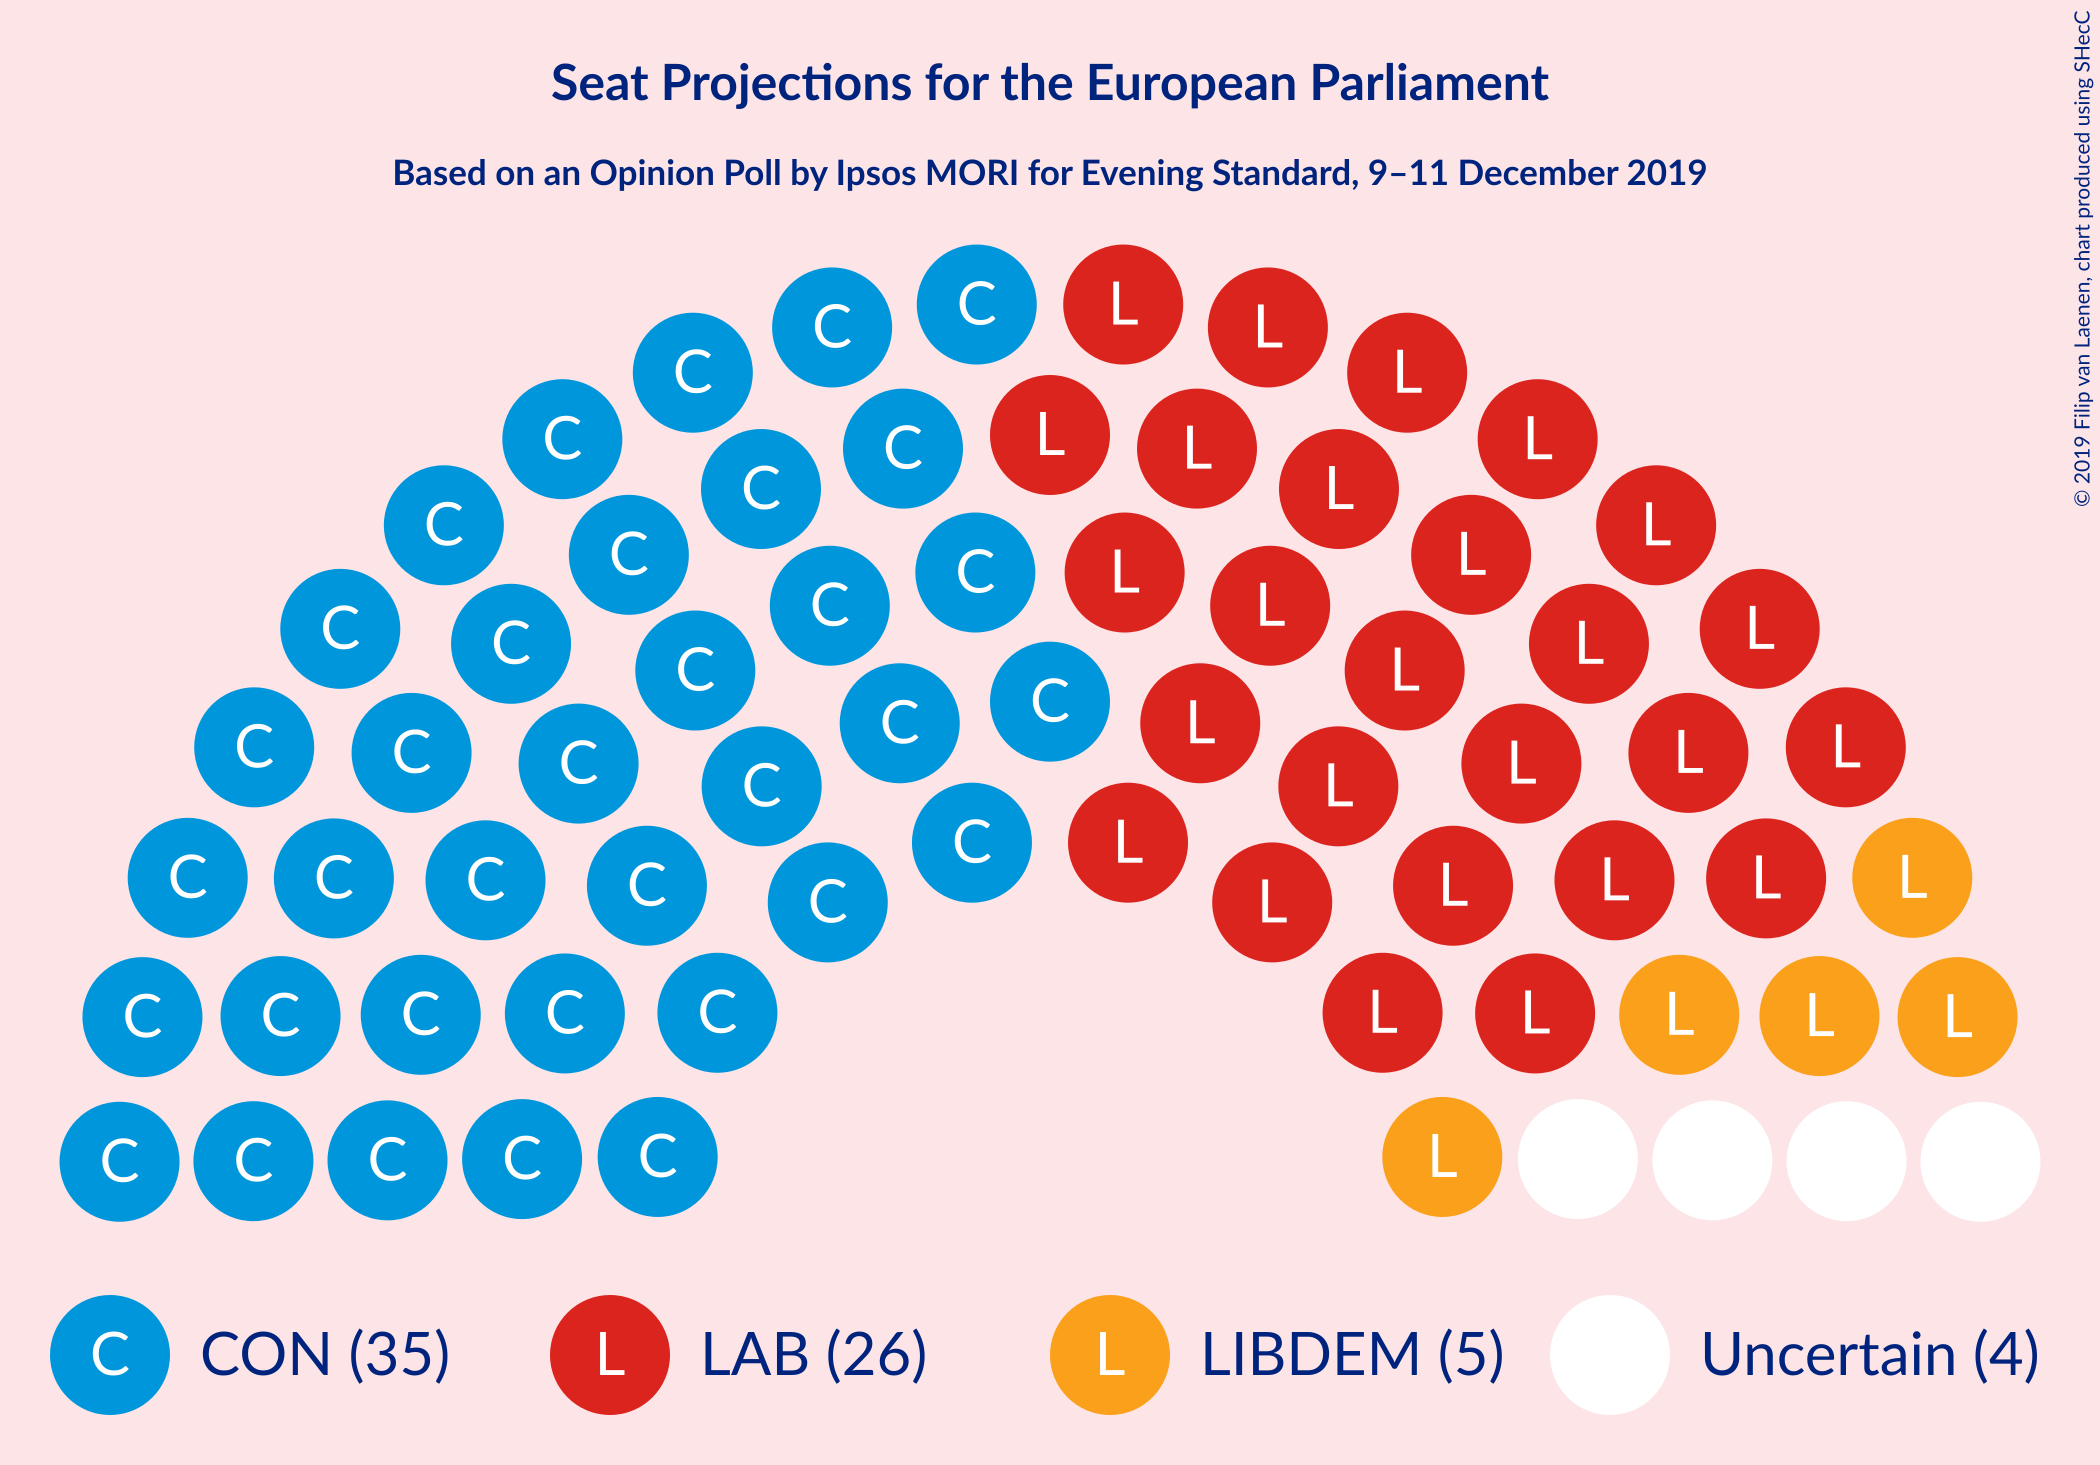 Seat Projections for the European Parliament
Based on an Opinion Poll by Ipsos MORI for Evening Standard, 9–11 December 2019
© 2019 Filip van Laenen, chart produced using SHecC
C C L L
C C L L
C C L L L
C C L L
C C C L L L
C C L L
C C C L L L
C C C L L L
C C C L L L
C C L L
C C C C L L L L
C C L L
C C C C C L L L L L
C C C C C L
C CON (35) L LAB (26) L LIBDEM (5) Uncertain (4)